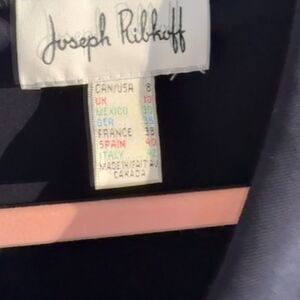 Joseph Ribkoff
CAN/USA 8
UK 10
MEXICO 30
GER 36
FRANCE 38
SPAIN 40
ITALY
MADE IN/FAIT AU
CANADA